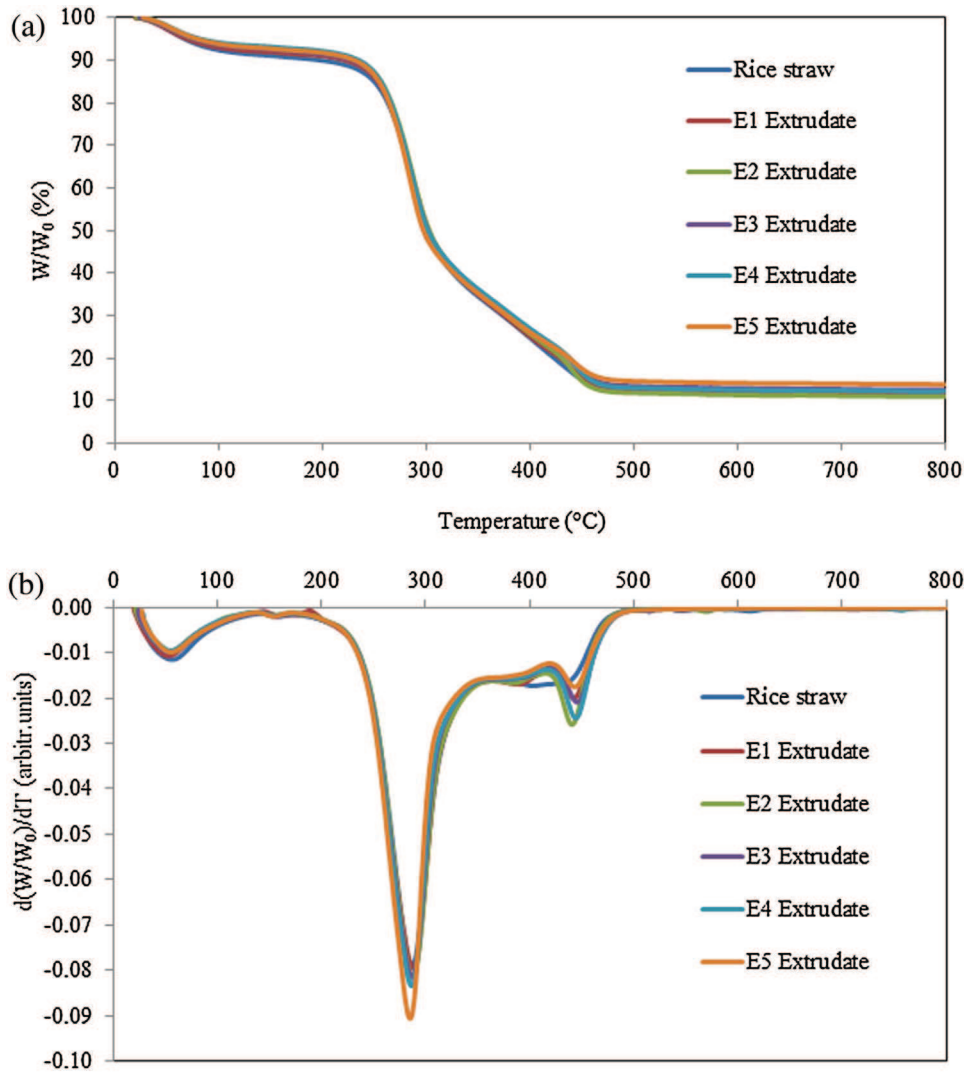 (a)
100
90
80
70
60
50
40
30
20
10
0
W/W0 (%)
Rice straw
E1 Extrudate
E2 Extrudate
E3 Extrudate
E4 Extrudate
E5 Extrudate
0 100 200 300 400 500 600 700 800
Temperature (°C)
(b)
0 100 200 300 400 500 600 700 800
0.00
-0.01
-0.02
-0.03
-0.04
-0.05
-0.06
-0.07
-0.08
-0.09
-0.10
d(W/W0)/dT (arbitr.units)
Rice straw
E1 Extrudate
E2 Extrudate
E3 Extrudate
E4 Extrudate
E5 Extrudate